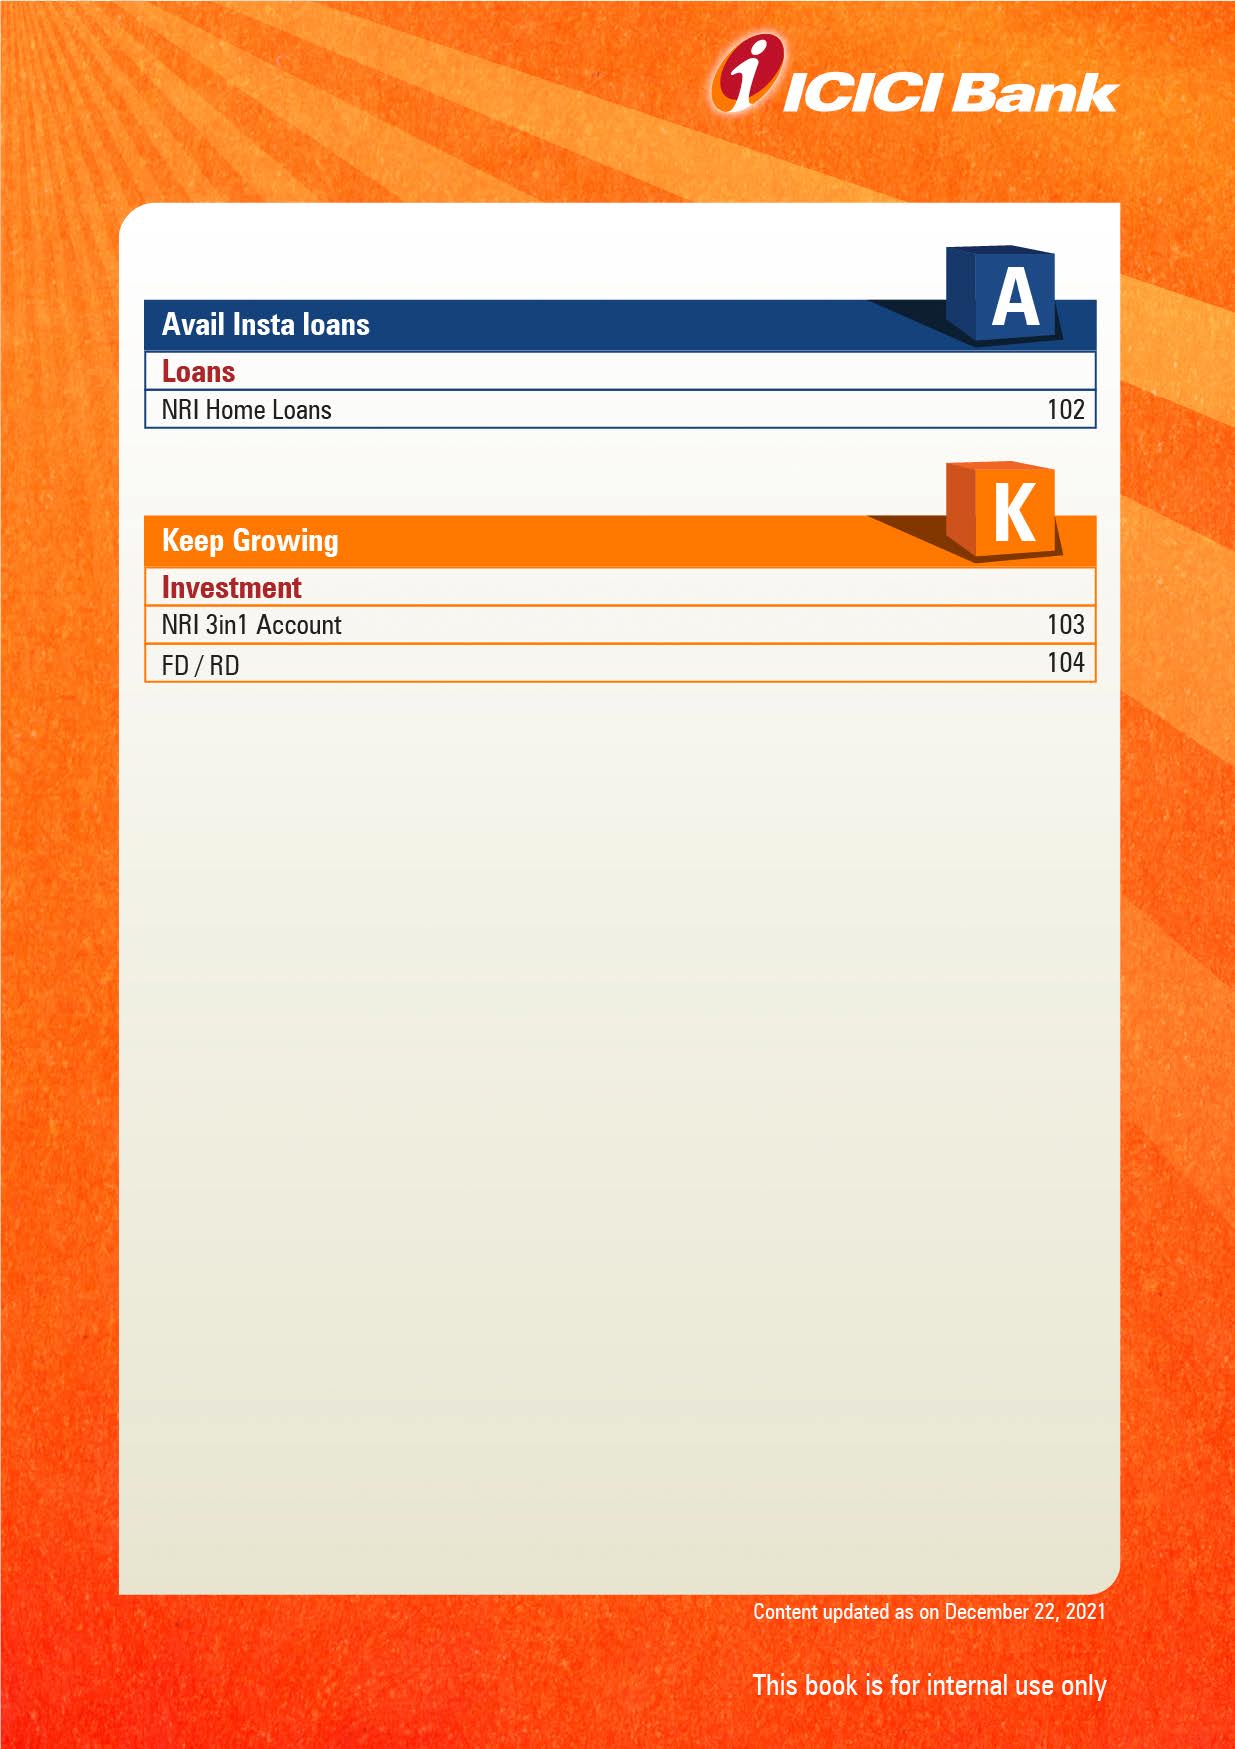 i ICICI Bank
A
Avail Insta loans
Loans
NRI Home Loans 102
K
Keep Growing
Investment
NRI 3in1 Account 103
FD / RD 104
Content updated as on December 22, 2021
This book is for internal use only